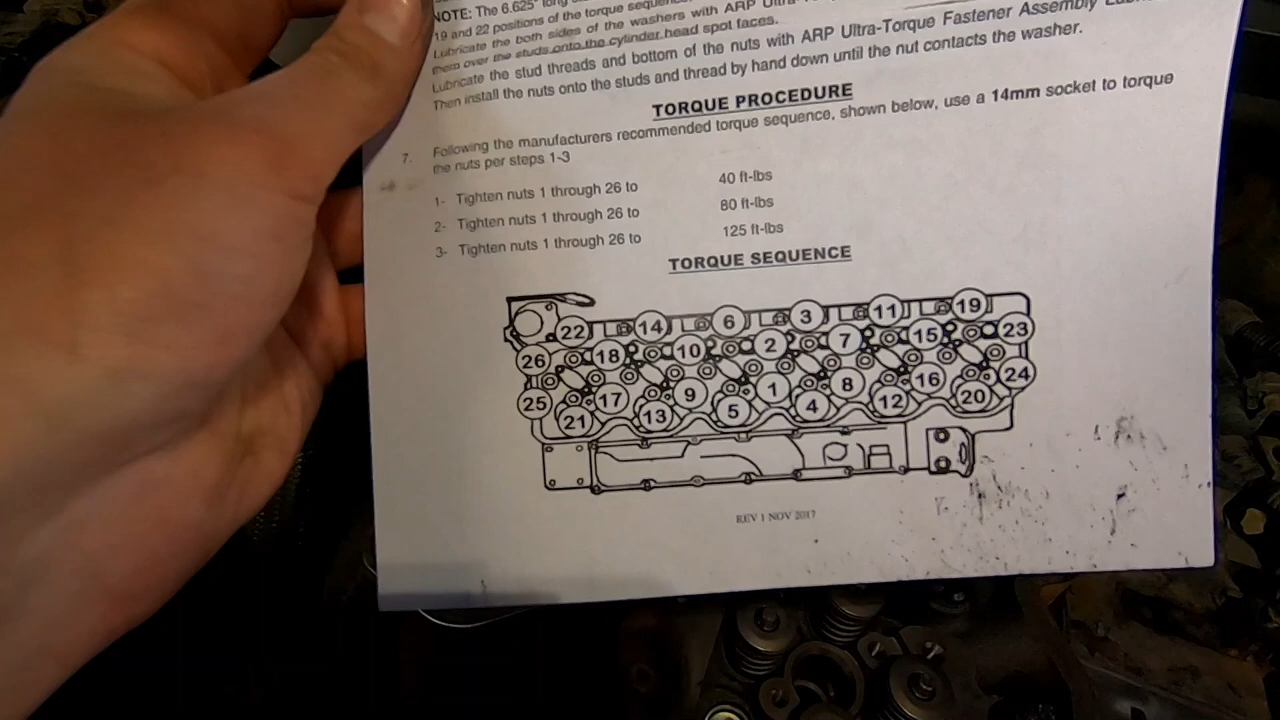 NOTE: The 6.625" long
19 and 22 positions of the torque sequence.
Lubricate the both sides of the washers with ARP Ultra-
them over the studs onto the cylinder head spot faces.
Lubricate the stud threads and bottom of the nuts with ARP Ultra-Torque Fastener Assembly
Then install the nuts onto the studs and thread by hand down until the nut contacts the washer.
TORQUE PROCEDURE
7. Following the manufacturers recommended torque sequence, shown below, use a 14mm socket to torque
the nuts per steps 1-3
1- Tighten nuts 1 through 26 to 40 ft-lbs
2- Tighten nuts 1 through 26 to 80 ft-lbs
3- Tighten nuts 1 through 26 to 125 ft-lbs
TORQUE SEQUENCE
22 14 6 3 11 19
26 18 10 2 7 15 23
25 17 9 1 8 16 24
21 13 5 4 12 20
REV 1 NOV 2017